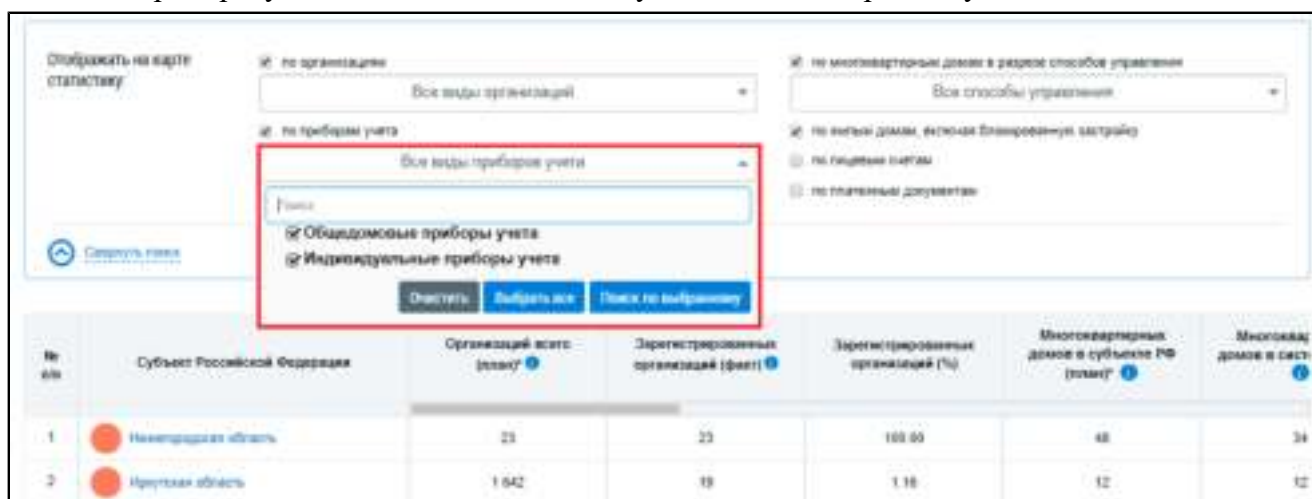 Отображать на карте статистику
по организациям
по многоквартирным домам в разрезе способов управления
Все виды организаций
Все способы управления
по приборам учета
по жилым домам, включая блокированную застройку
Все виды приборов учета
по лицевым счетам
по платежным документам
Поиск
Общедомовые приборы учета
Индивидуальные приборы учета
Свернуть поиск
Очистить Выбрать все Поиск по выбранному
№ п/п
Субъект Российской Федерации
Организаций всего (план)*
Зарегистрированных организаций (факт)
Зарегистрированных организаций (%)
Многоквартирных домов в субъекте РФ (план)*
Многоквар
домов в сист
1 Нижегородская область 23 23 100.00 48 34
2 Иркутская область 1 642 19 1.16 12 12